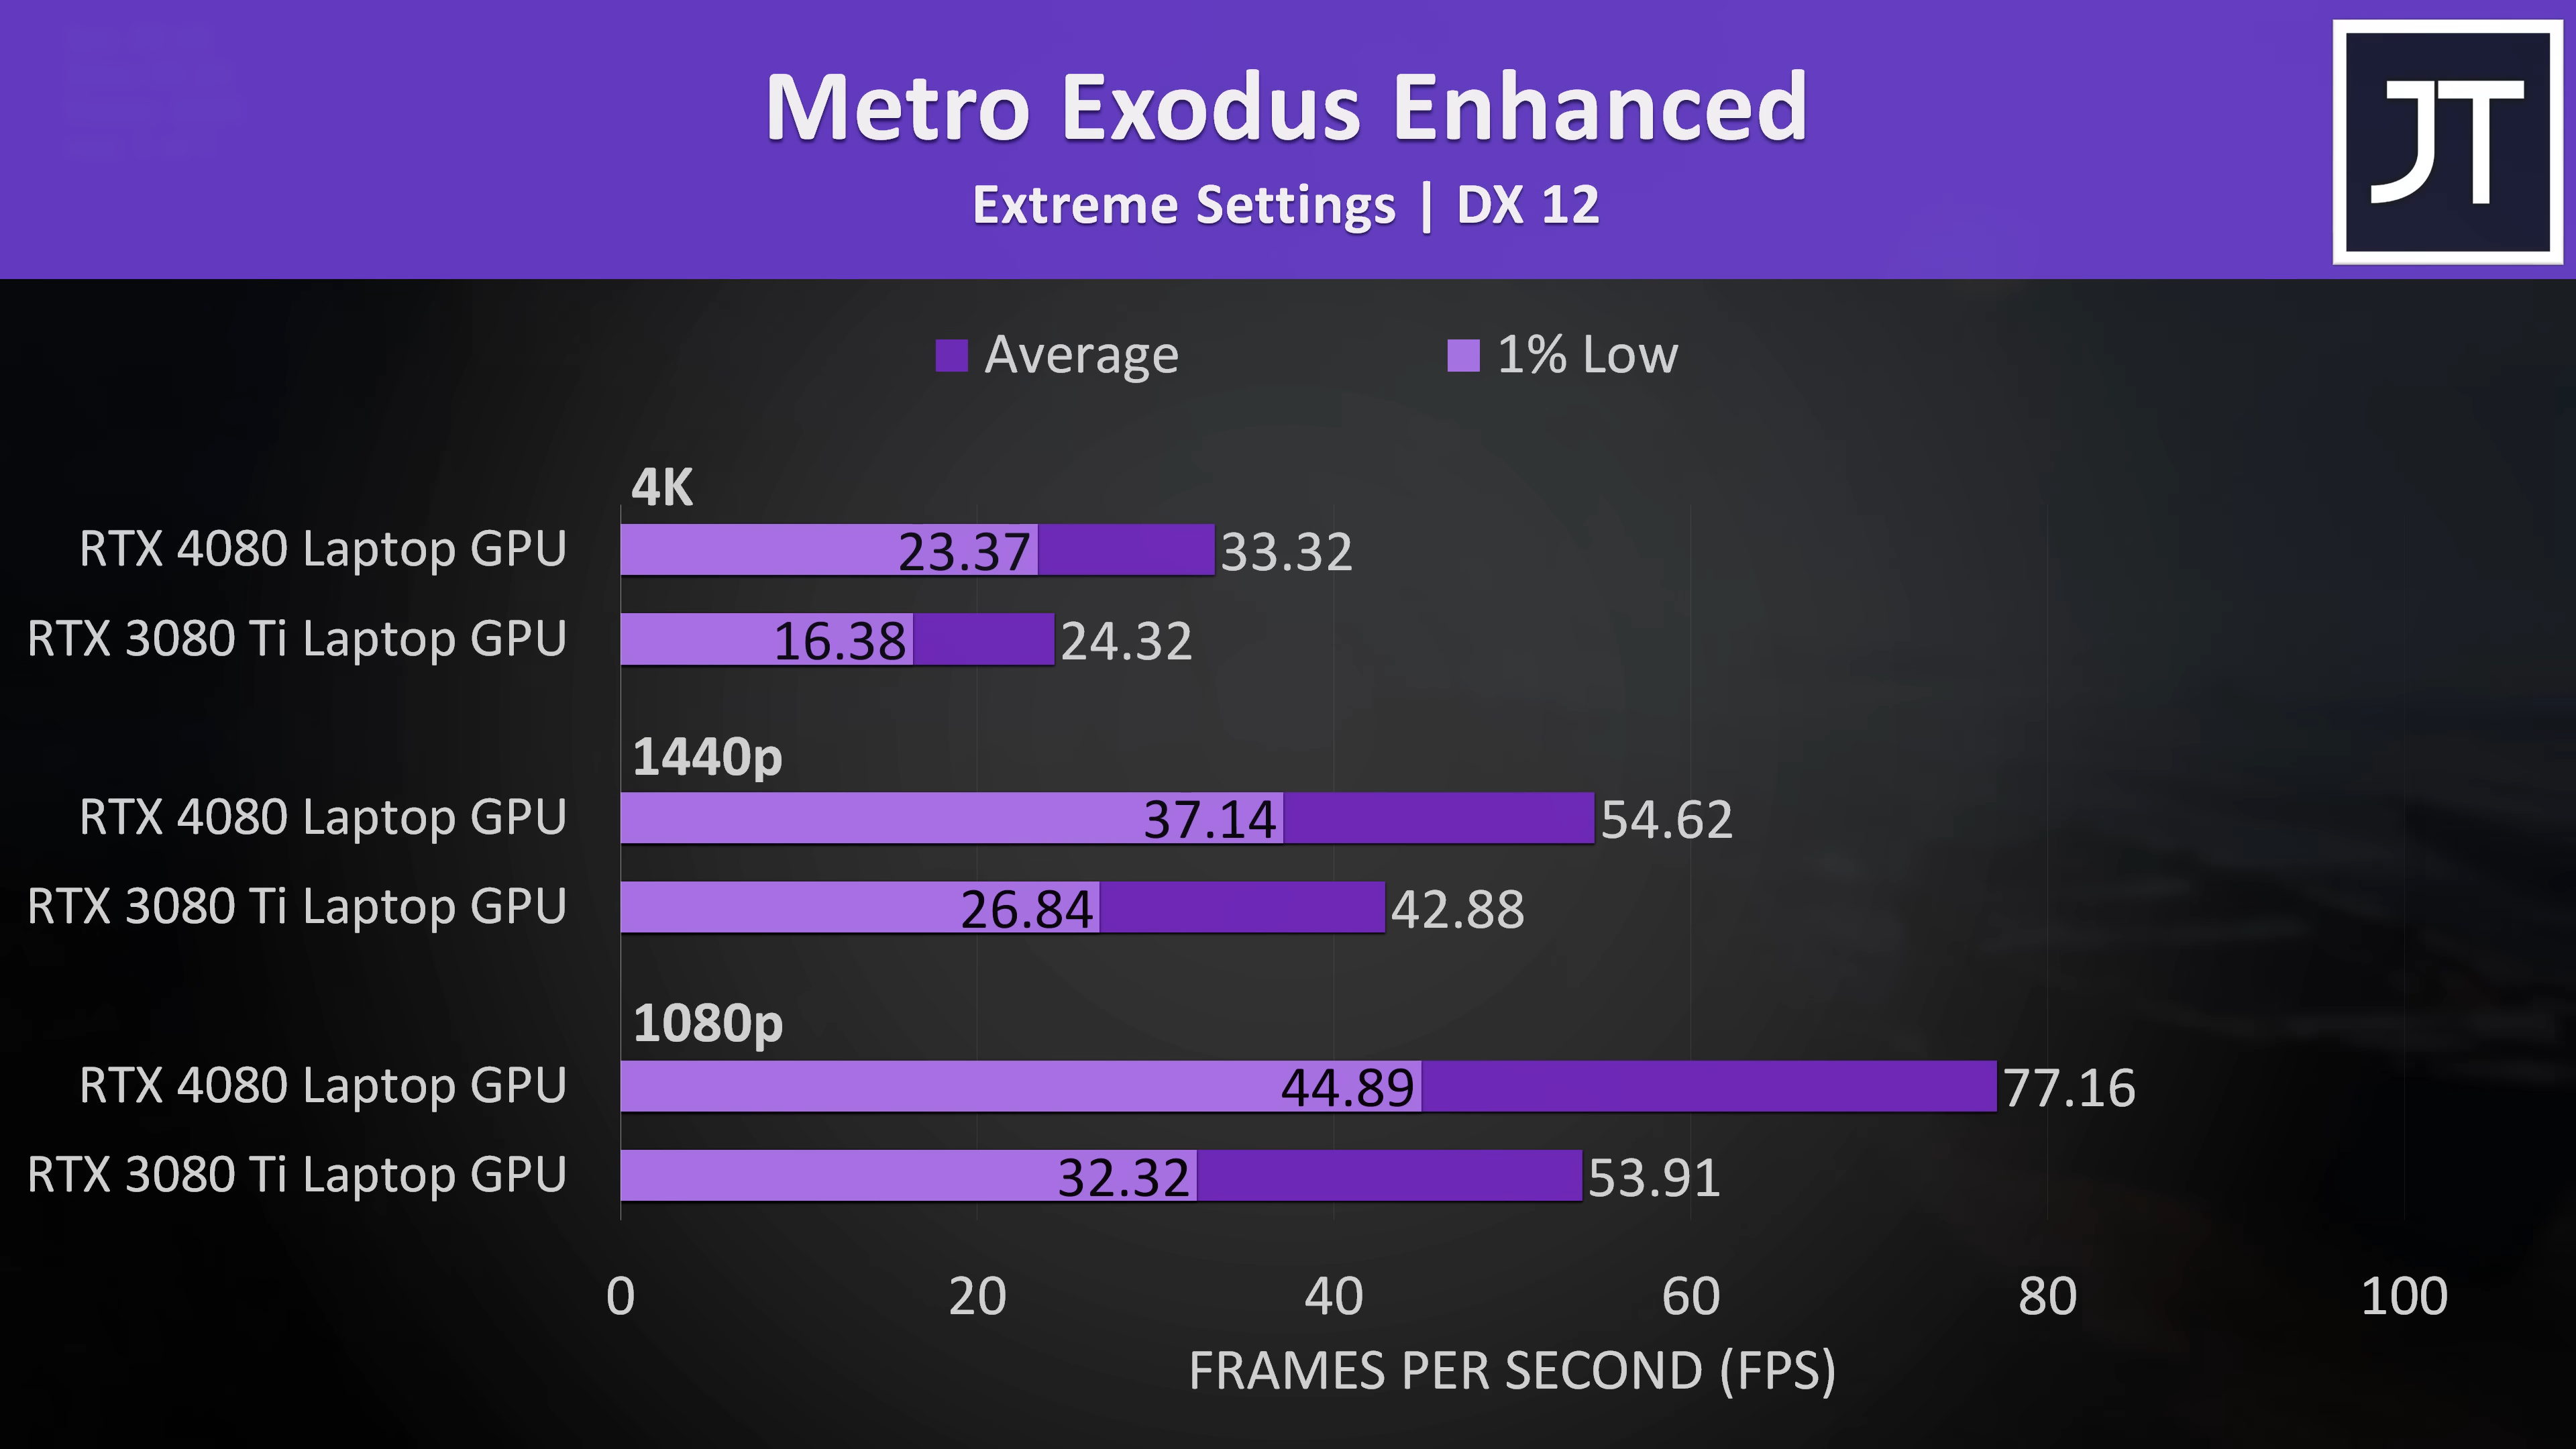 Metro Exodus Enhanced
Extreme Settings | DX 12
JT
Average 1% Low
4K
RTX 4080 Laptop GPU 23.37 33.32
RTX 3080 Ti Laptop GPU 16.38 24.32
1440p
RTX 4080 Laptop GPU 37.14 54.62
RTX 3080 Ti Laptop GPU 26.84 42.88
1080p
RTX 4080 Laptop GPU 44.89 77.16
RTX 3080 Ti Laptop GPU 32.32 53.91
0 20 40 60 80 100
FRAMES PER SECOND (FPS)